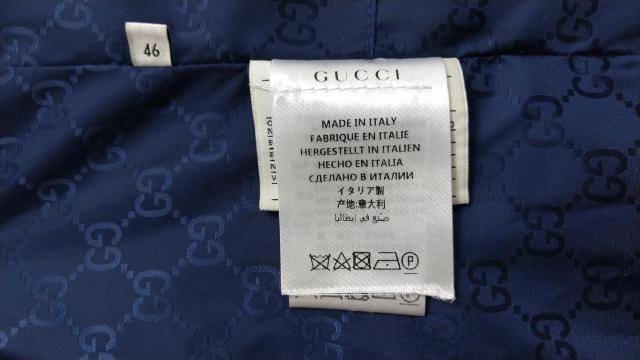 46
GUCCI
MADE IN ITALY
FABRIQUE EN ITALIE
HERGESTELLT IN ITALIEN
HECHO EN ITALIA
СДЕЛАНО В ИТАЛИИ
イタリア製
产地:意大利
صنع في إيطاليا
P